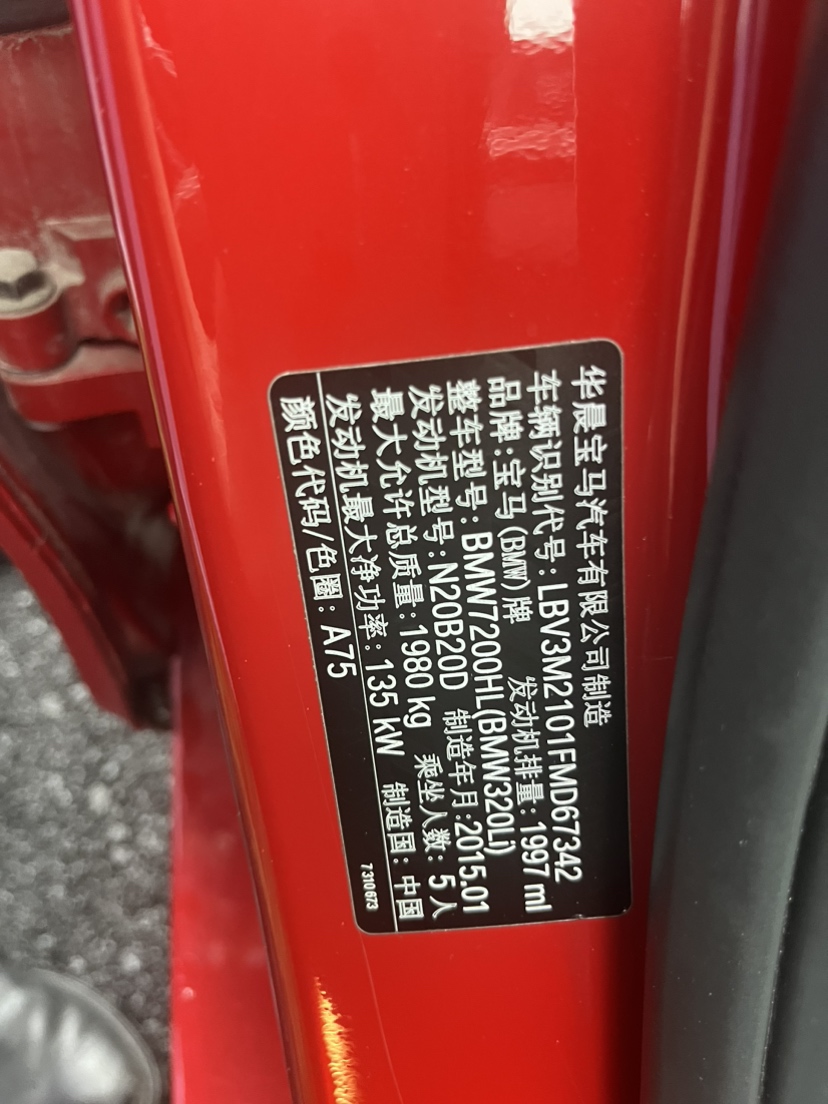 华晨宝马汽车有限公司制造
车辆识别代号: LBV3M2101FMD67342
品牌:宝马(BMW)牌 发动机排量: 1997 ml
整车型号: BMW7200HL(BMW320Li)
发动机型号: N20B20D 制造年月:2015.01
最大允许总质量: 1980 kg 乘坐人数: 5人
发动机最大净功率: 135 kW 制造国: 中国
颜色代码/色圈: A75 7310673